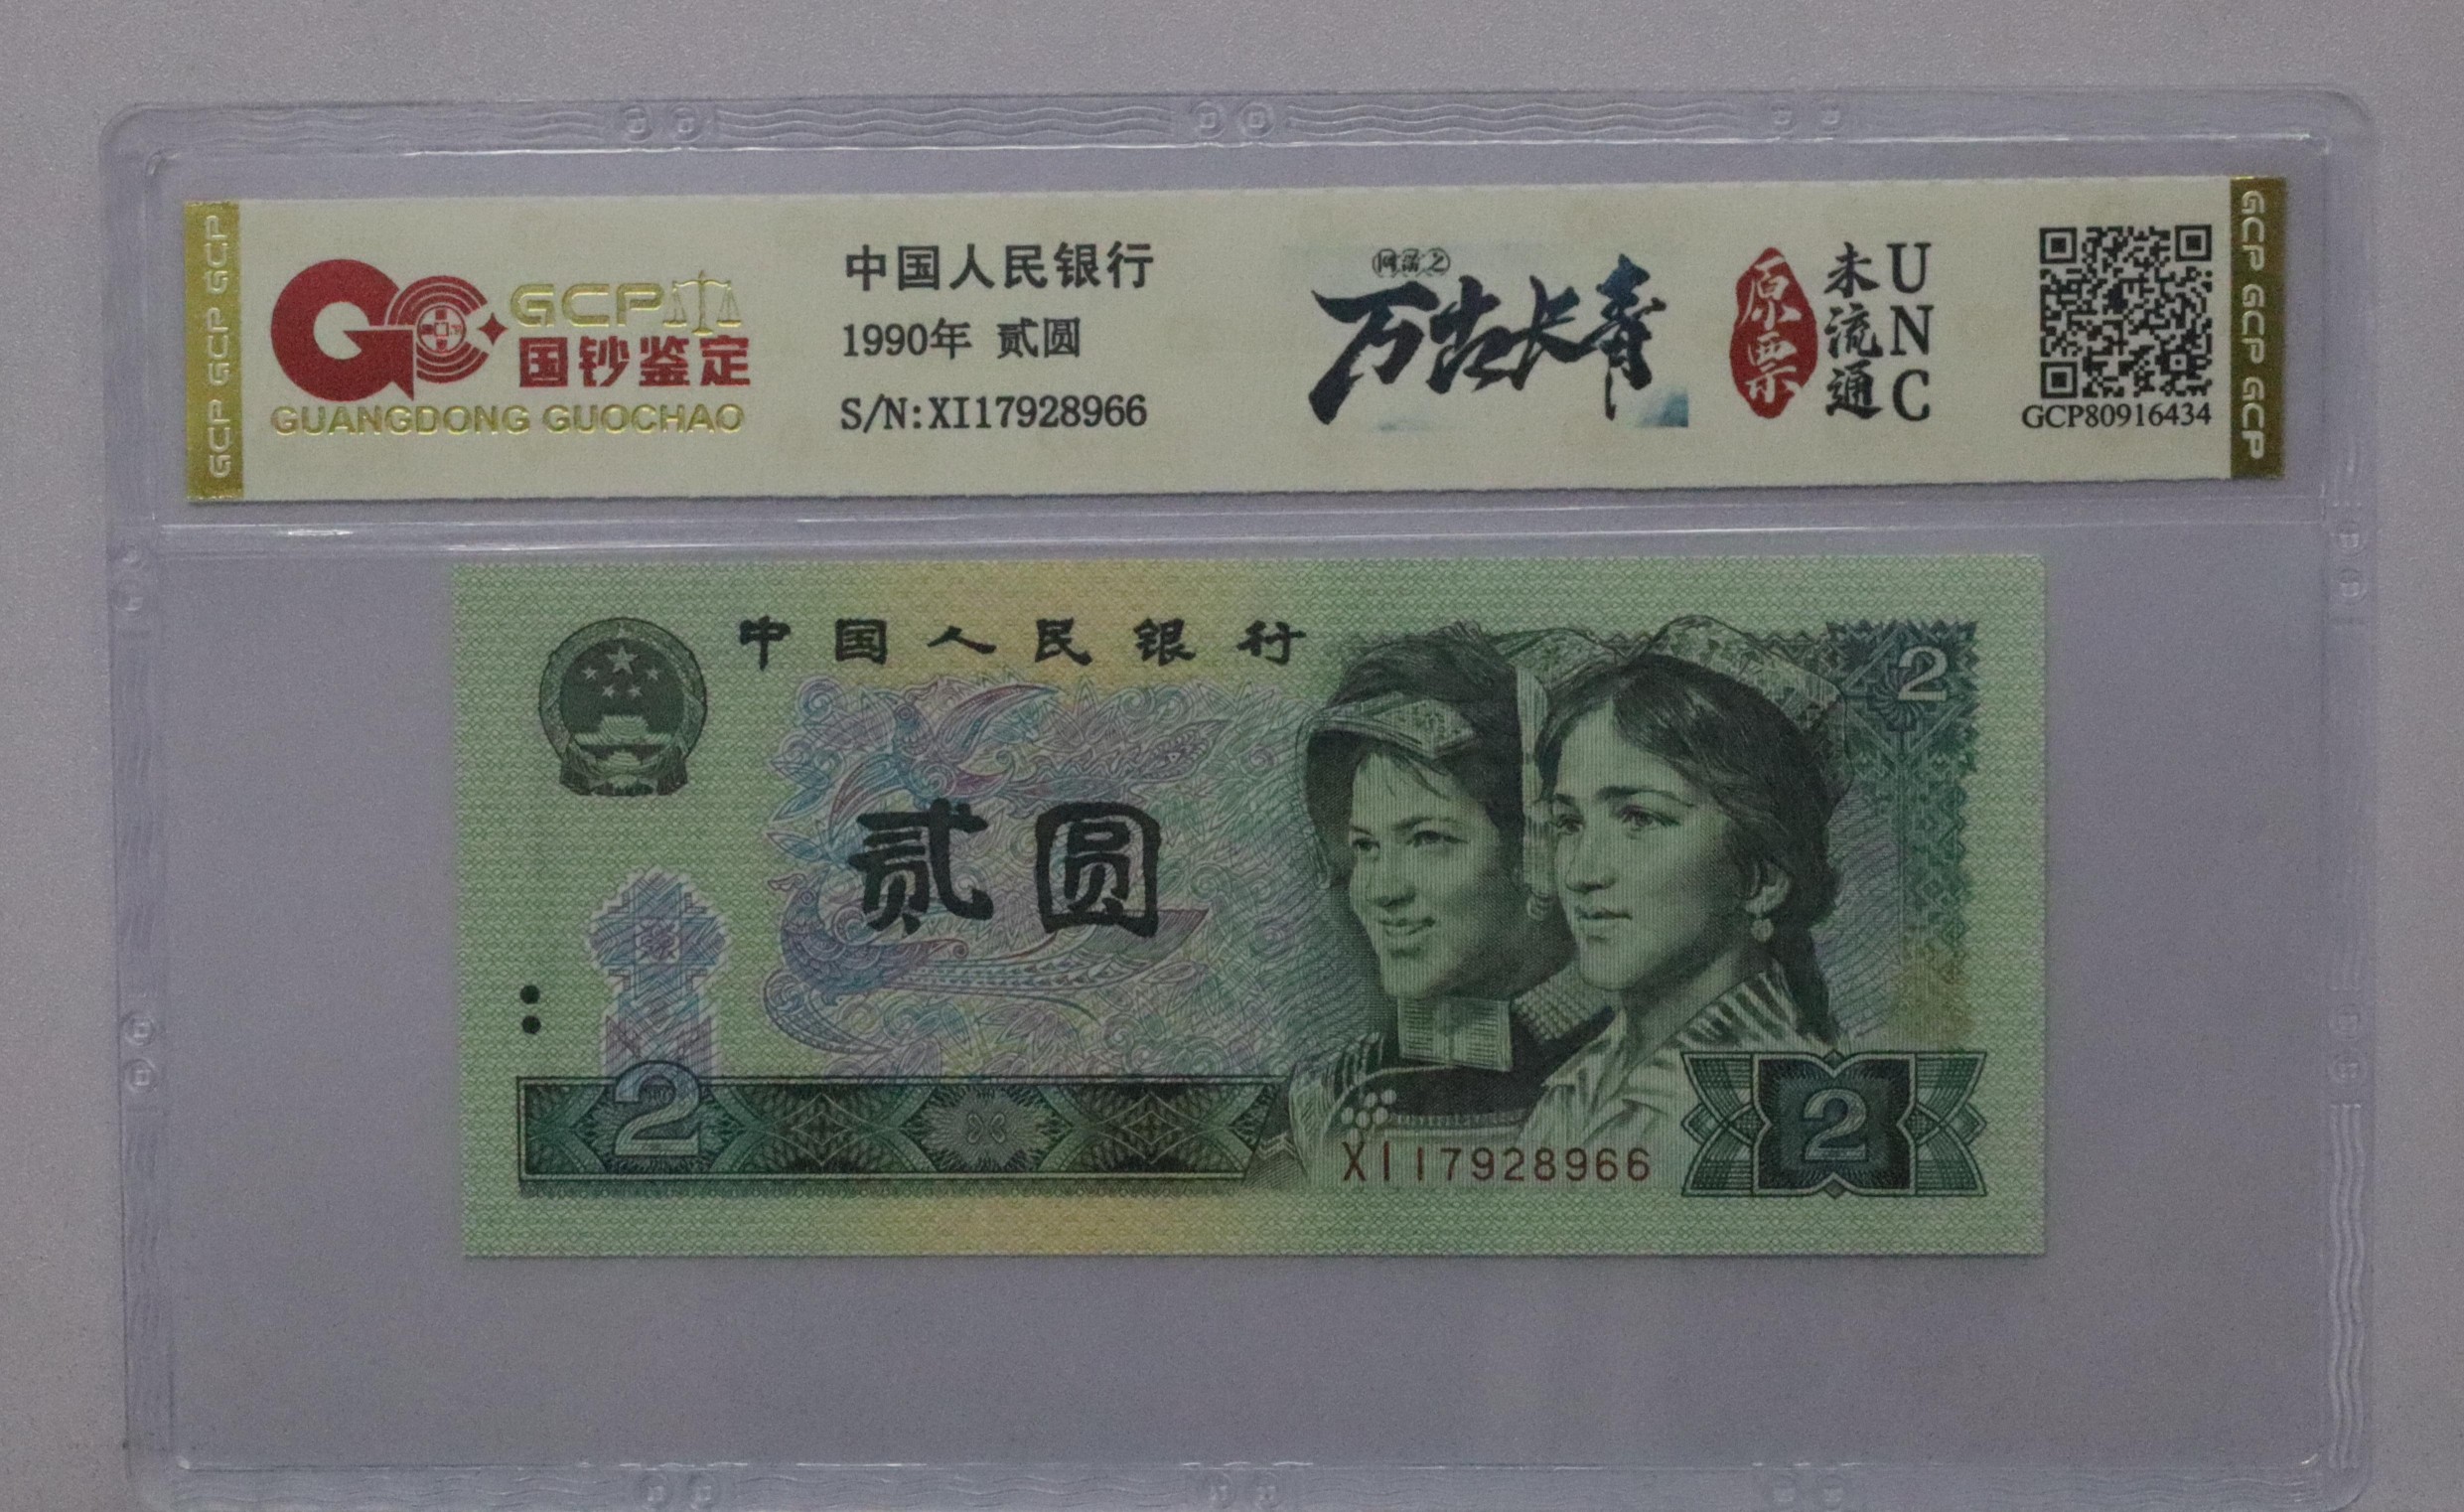 GCP GCP GCP
GCP
国钞鉴定
GUANGDONG GUOCHAO
中国人民银行
1990年 贰圆
S/N:XI17928966
万古长青
原票
未流通
UNC
GCP80916434
GCP GCP GCP
中国人民银行
2
贰圆
2
XI17928966
2